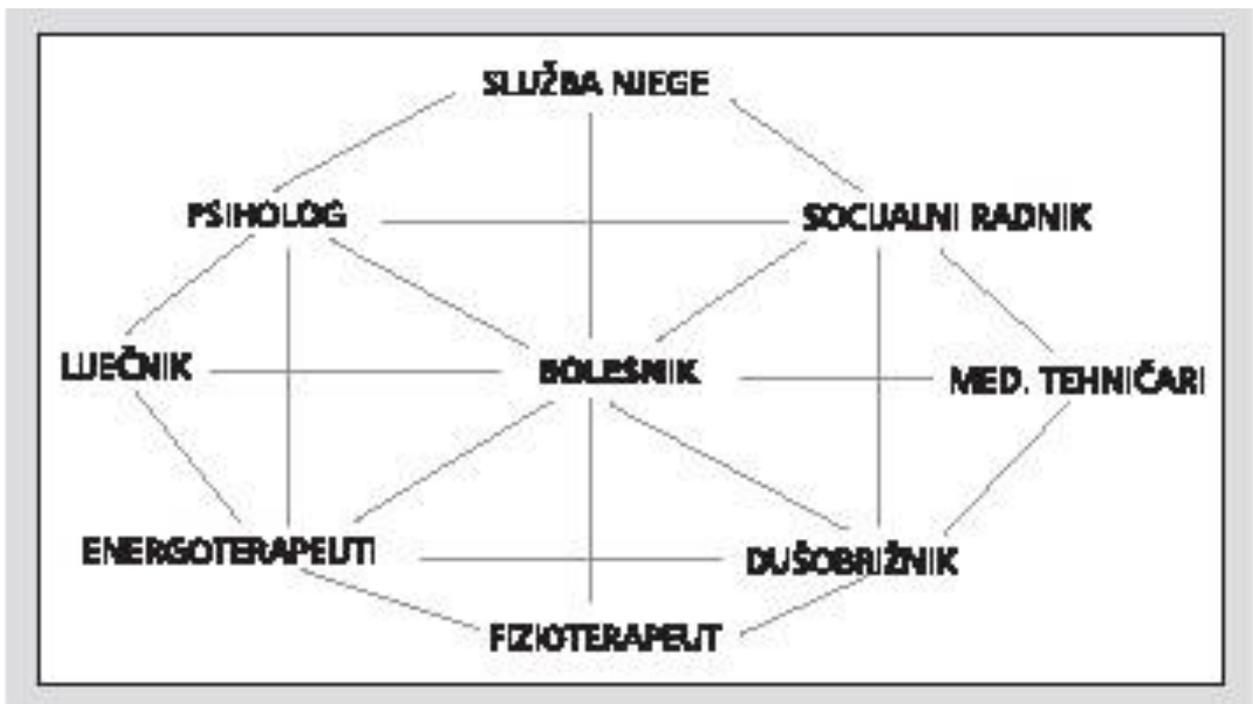 SLUŽBA NJEGE
PSIHOLOG
SOCIJALNI RADNIK
LIJEČNIK
BOLESNIK
MED. TEHNIČARI
ENERGOTERAPEUTI
DUŠOBRIŽNIK
FIZIOTERAPEUT